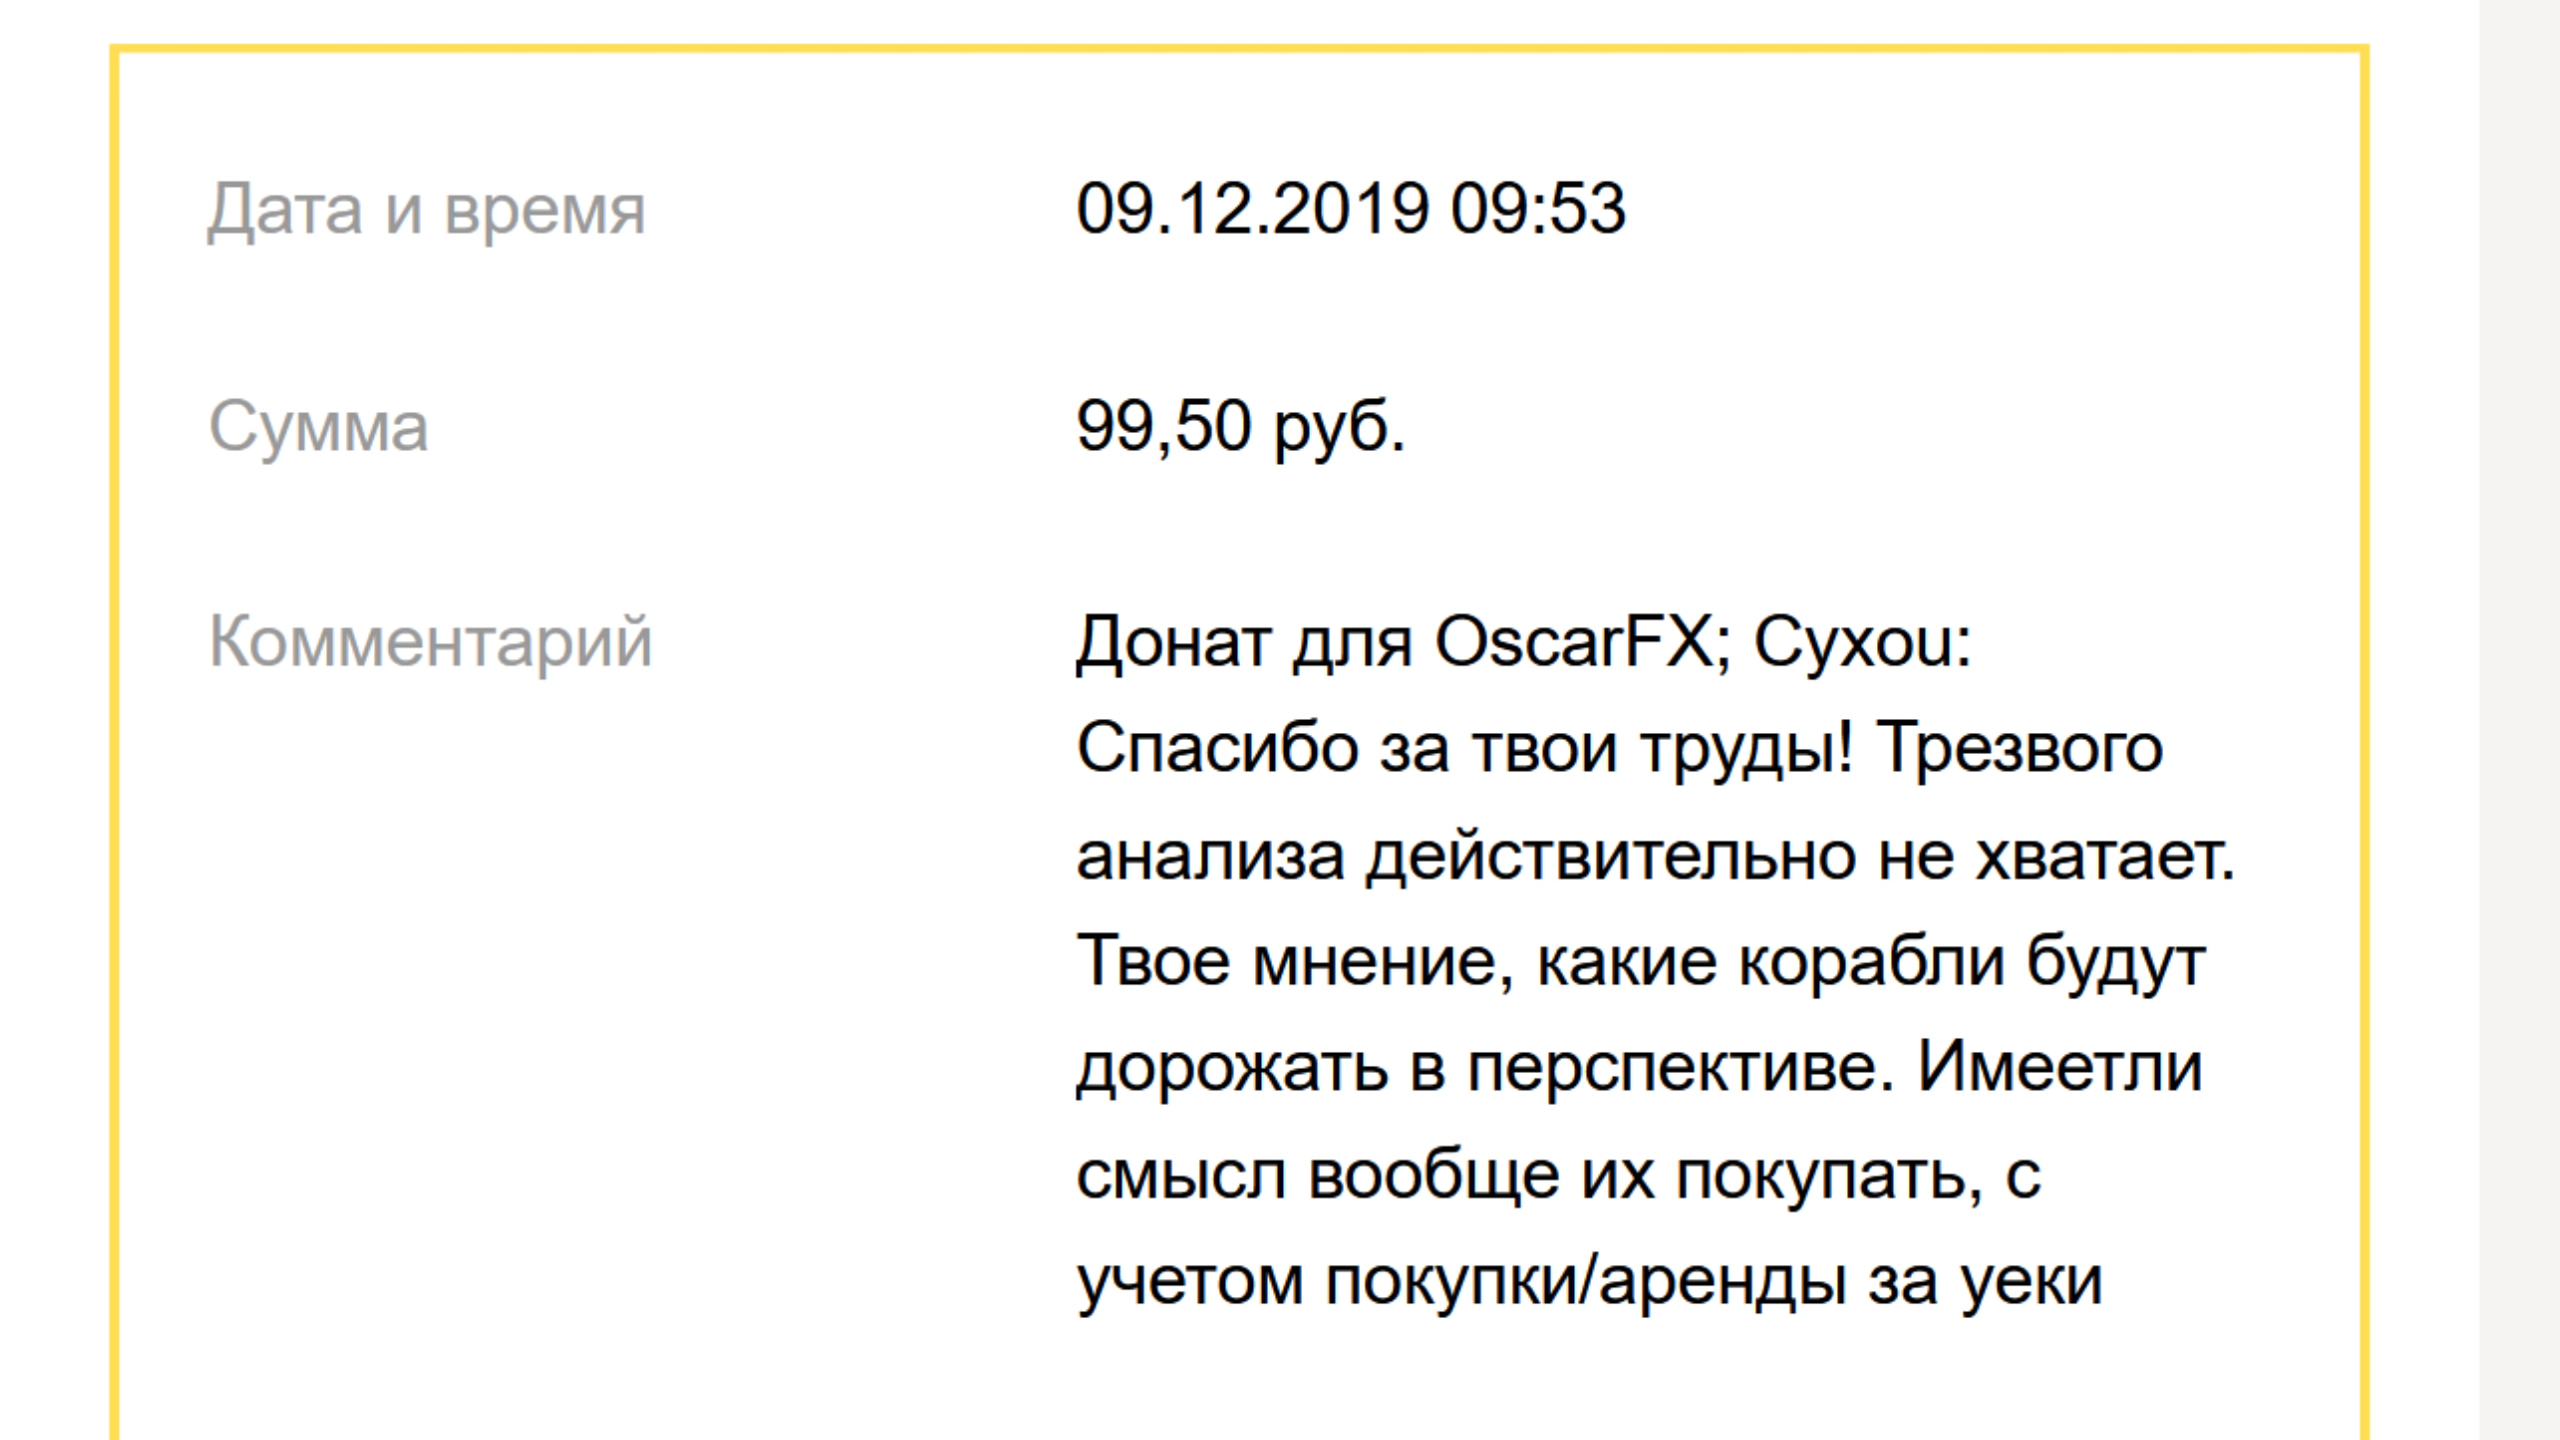 Дата и время 09.12.2019 09:53
Сумма 99,50 руб.
Комментарий Донат для OscarFX; Cyxou:
Спасибо за твои труды! Трезвого
анализа действительно не хватает.
Твое мнение, какие корабли будут
дорожать в перспективе. Имеетли
смысл вообще их покупать, с
учетом покупки/аренды за уеки